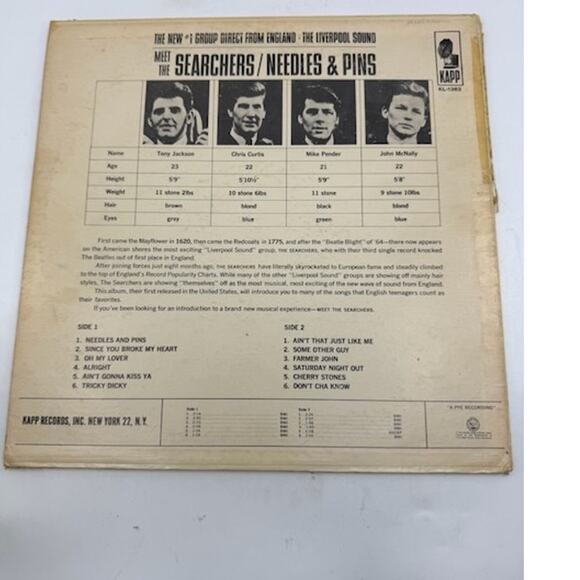 THE NEW #1 GROUP DIRECT FROM ENGLAND - THE LIVERPOOL SOUND
MEET THE SEARCHERS/NEEDLES & PINS
KAPP
KL-1363
Name Tony Jackson Chris Curtis Mike Pender John McNally
Age 23 22 21 22
Height 5'9" 5'10½" 5'9" 5'8"
Weight 11 stone 2lbs 10 stone 6lbs 11 stone 9 stone 10lbs
Hair brown blond black blond
Eyes grey blue green blue
First came the Mayflower in 1620, then came the Redcoats in 1775, and after the "Beatle Blight" of '64—there now appears
on the American shores the most exciting "Liverpool Sound" group, THE SEARCHERS, who with their third single record knocked
The Beatles out of first place in England.
After joining forces just eight months ago, THE SEARCHERS have literally skyrocketed to European fame and steadily climbed
to the top of England's Record Popularity Charts. While many of the other "Liverpool Sound" groups are showing off mainly hair
styles, The Searchers are showing "themselves" off as the most musical, most exciting of the new wave of sound from England.
This album, their first released in the United States, will introduce you to many of the songs that English teenagers count as
their favorites.
If you've been looking for an introduction to a brand new musical experience—MEET THE SEARCHERS.
SIDE 1
1. NEEDLES AND PINS
2. SINCE YOU BROKE MY HEART
3. OH MY LOVER
4. ALRIGHT
5. AIN'T GONNA KISS YA
6. TRICKY DICKY
SIDE 2
1. AIN'T THAT JUST LIKE ME
2. SOME OTHER GUY
3. FARMER JOHN
4. SATURDAY NIGHT OUT
5. CHERRY STONES
6. DON'T CHA KNOW
KAPP RECORDS, INC. NEW YORK 22, N.Y.
Side 1
Side 2
"A PYE RECORDING"